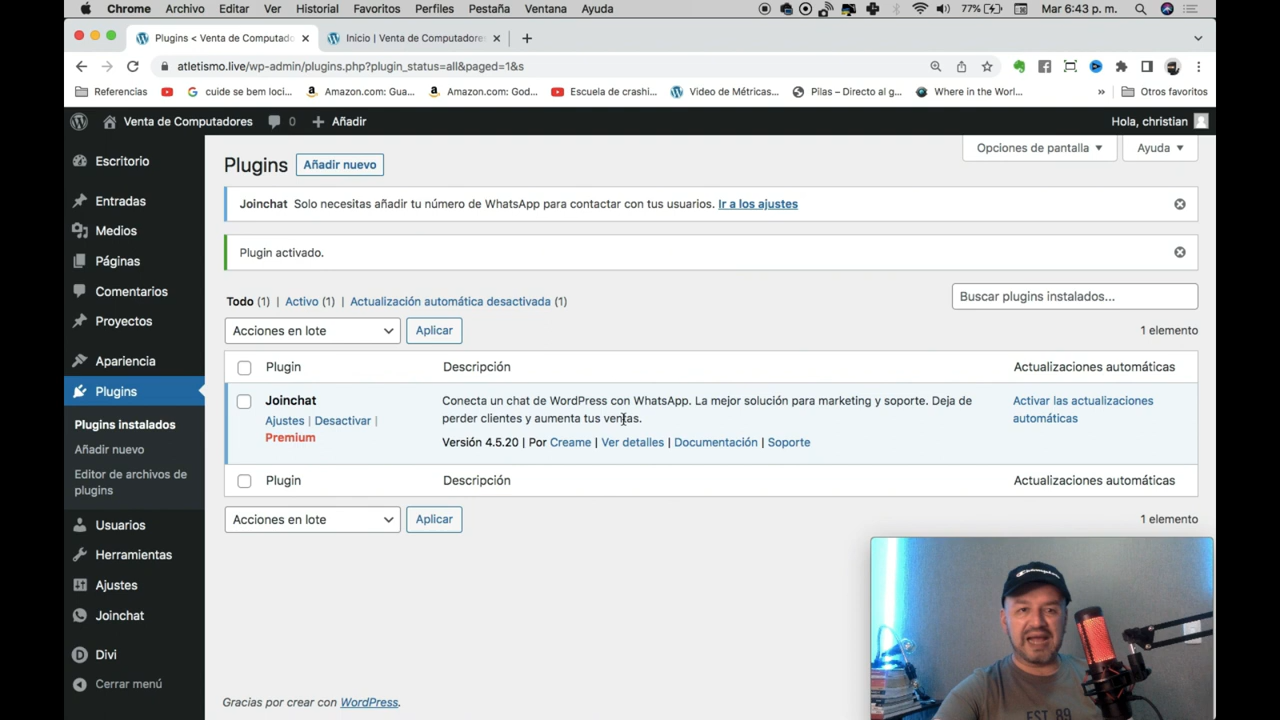 Chrome Archivo Editar Ver Historial Favoritos Perfiles Pestaña Ventana Ayuda 77% Mar 6:43 p. m.
Plugins < Venta de Computado Inicio | Venta de Computadore
atletismo.live/wp-admin/plugins.php?plugin_status=all&paged=1&s
Referencias cuide se bem loci... Amazon.com: Gua... Amazon.com: God... Escuela de crashi... Video de Métricas... Pilas – Directo al g... Where in the Worl... » Otros favoritos
Venta de Computadores 0 Añadir Hola, christian
Escritorio
Entradas
Medios
Páginas
Comentarios
Proyectos
Apariencia
Plugins
Plugins instalados
Añadir nuevo
Editor de archivos de
plugins
Usuarios
Herramientas
Ajustes
Joinchat
Divi
Cerrar menú
Opciones de pantalla Ayuda
Plugins Añadir nuevo
Joinchat Solo necesitas añadir tu número de WhatsApp para contactar con tus usuarios. Ir a los ajustes
Plugin activado.
Todo (1) | Activo (1) | Actualización automática desactivada (1)
Buscar plugins instalados...
Acciones en lote Aplicar 1 elemento
Plugin Descripción Actualizaciones automáticas
Joinchat Conecta un chat de WordPress con WhatsApp. La mejor solución para marketing y soporte. Deja de Activar las actualizaciones
Ajustes | Desactivar | perder clientes y aumenta tus ventas. automáticas
Premium Versión 4.5.20 | Por Creame | Ver detalles | Documentación | Soporte
Plugin Descripción Actualizaciones automáticas
Acciones en lote Aplicar 1 elemento
Gracias por crear con WordPress.
Champion
EST. 89